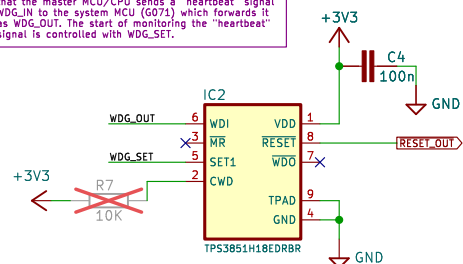 that the master MCU/CPU sends a "heartbeat" signal
WDG_IN to the system MCU (G071) which forwards it
as WDG_OUT. The start of monitoring the "heartbeat"
signal is controlled with WDG_SET.
+3V3
C4
100n
GND
IC2
WDG_OUT
6
WDI
VDD
1
3
MR
RESET
8
RESET_OUT
WDO
7
WDG_SET
5
SET1
2
CWD
+3V3
R7
10K
TPAD
9
GND
4
TPS3851H18EDRBR
GND